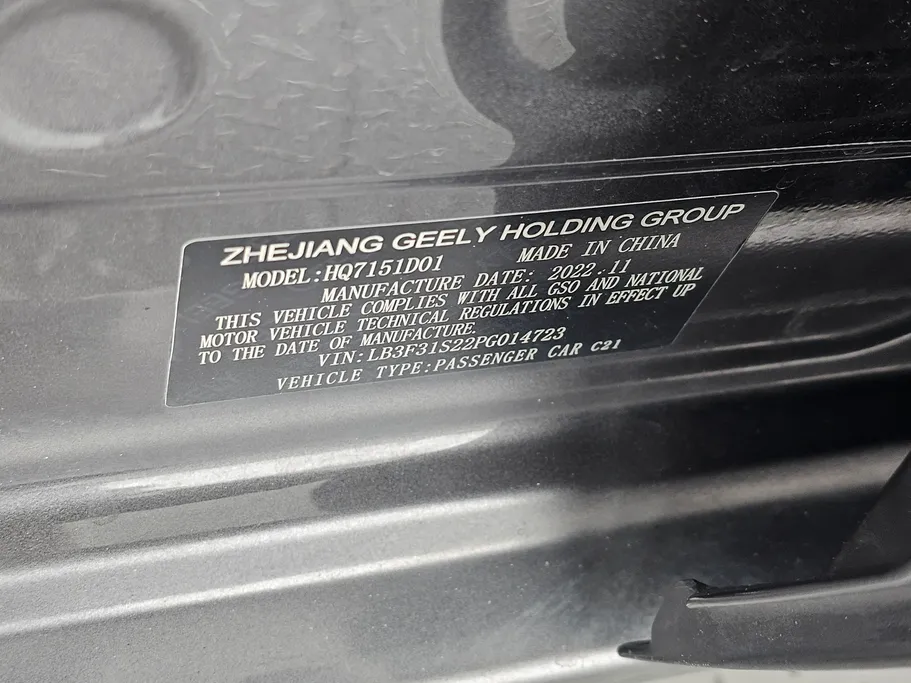 ZHEJIANG GEELY HOLDING GROUP
MODEL:HQ7151D01 MADE IN CHINA
MANUFACTURE DATE: 2022.11
THIS VEHICLE COMPLIES WITH ALL GSO AND NATIONAL
MOTOR VEHICLE TECHNICAL REGULATIONS IN EFFECT UP
TO THE DATE OF MANUFACTURE.
VIN:LB3F31S22PG014723
VEHICLE TYPE:PASSENGER CAR C21